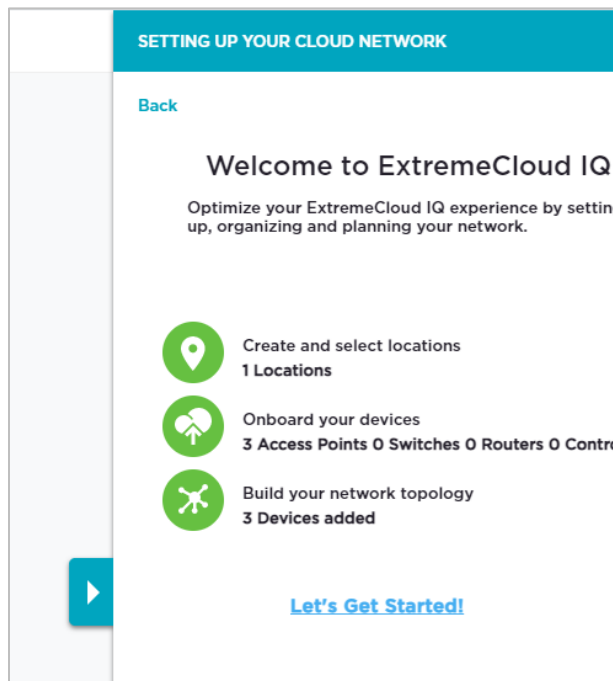 SETTING UP YOUR CLOUD NETWORK
Back
Welcome to ExtremeCloud IQ
Optimize your ExtremeCloud IQ experience by settin
up, organizing and planning your network.
Create and select locations
1 Locations
Onboard your devices
3 Access Points 0 Switches 0 Routers 0 Contr
Build your network topology
3 Devices added
Let's Get Started!